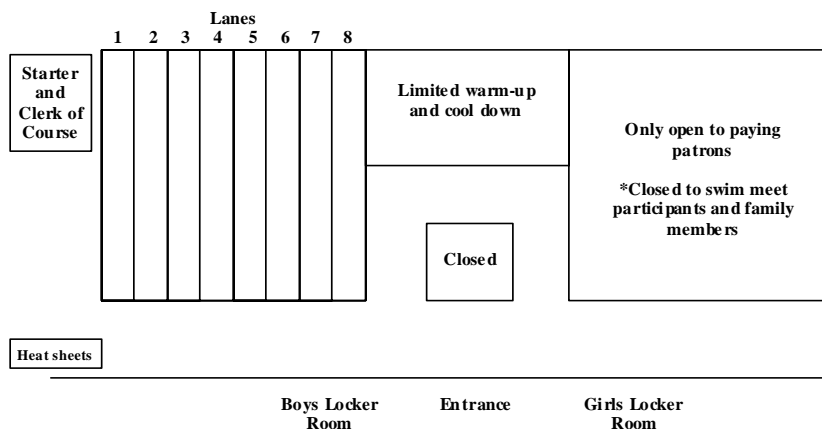 Lanes
1 2 3 4 5 6 7 8
Starter
and
Clerk of
Course
Limited warm-up
and cool down
Only open to paying
patrons
*Closed to swim meet
participants and family
members
Closed
Heat sheets
Boys Locker
Room
Entrance
Girls Locker
Room